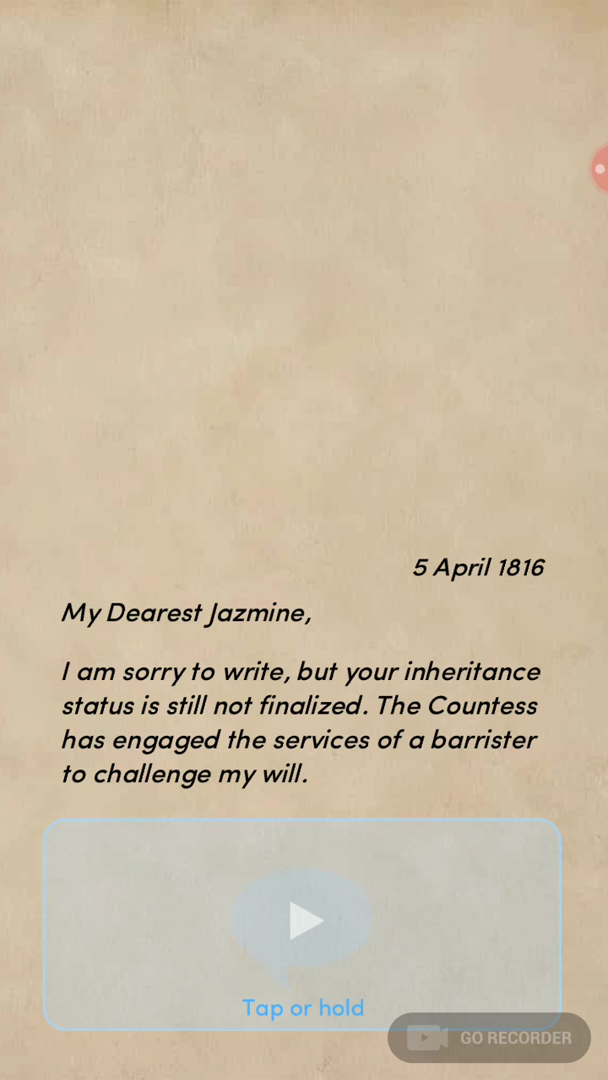 5 April 1816
My Dearest Jazmine,
I am sorry to write, but your inheritance
status is still not finalized. The Countess
has engaged the services of a barrister
to challenge my will.
Tap or hold
GO RECORDER